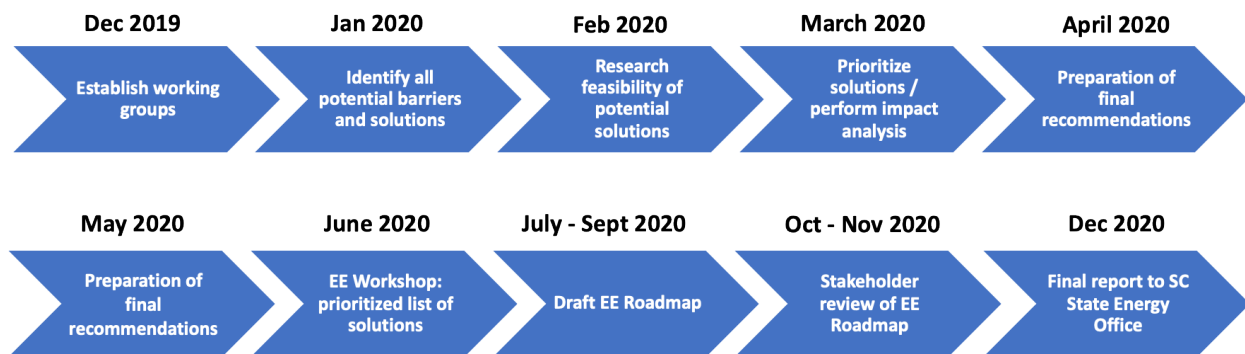 Dec 2019
Jan 2020
Feb 2020
March 2020
April 2020
Establish working
groups
Identify all
potential barriers
and solutions
Research
feasibility of
potential
solutions
Prioritize
solutions /
perform impact
analysis
Preparation of
final
recommendations
May 2020
June 2020
July - Sept 2020
Oct - Nov 2020
Dec 2020
Preparation of
final
recommendations
EE Workshop:
prioritized list of
solutions
Draft EE Roadmap
Stakeholder
review of EE
Roadmap
Final report to SC
State Energy
Office